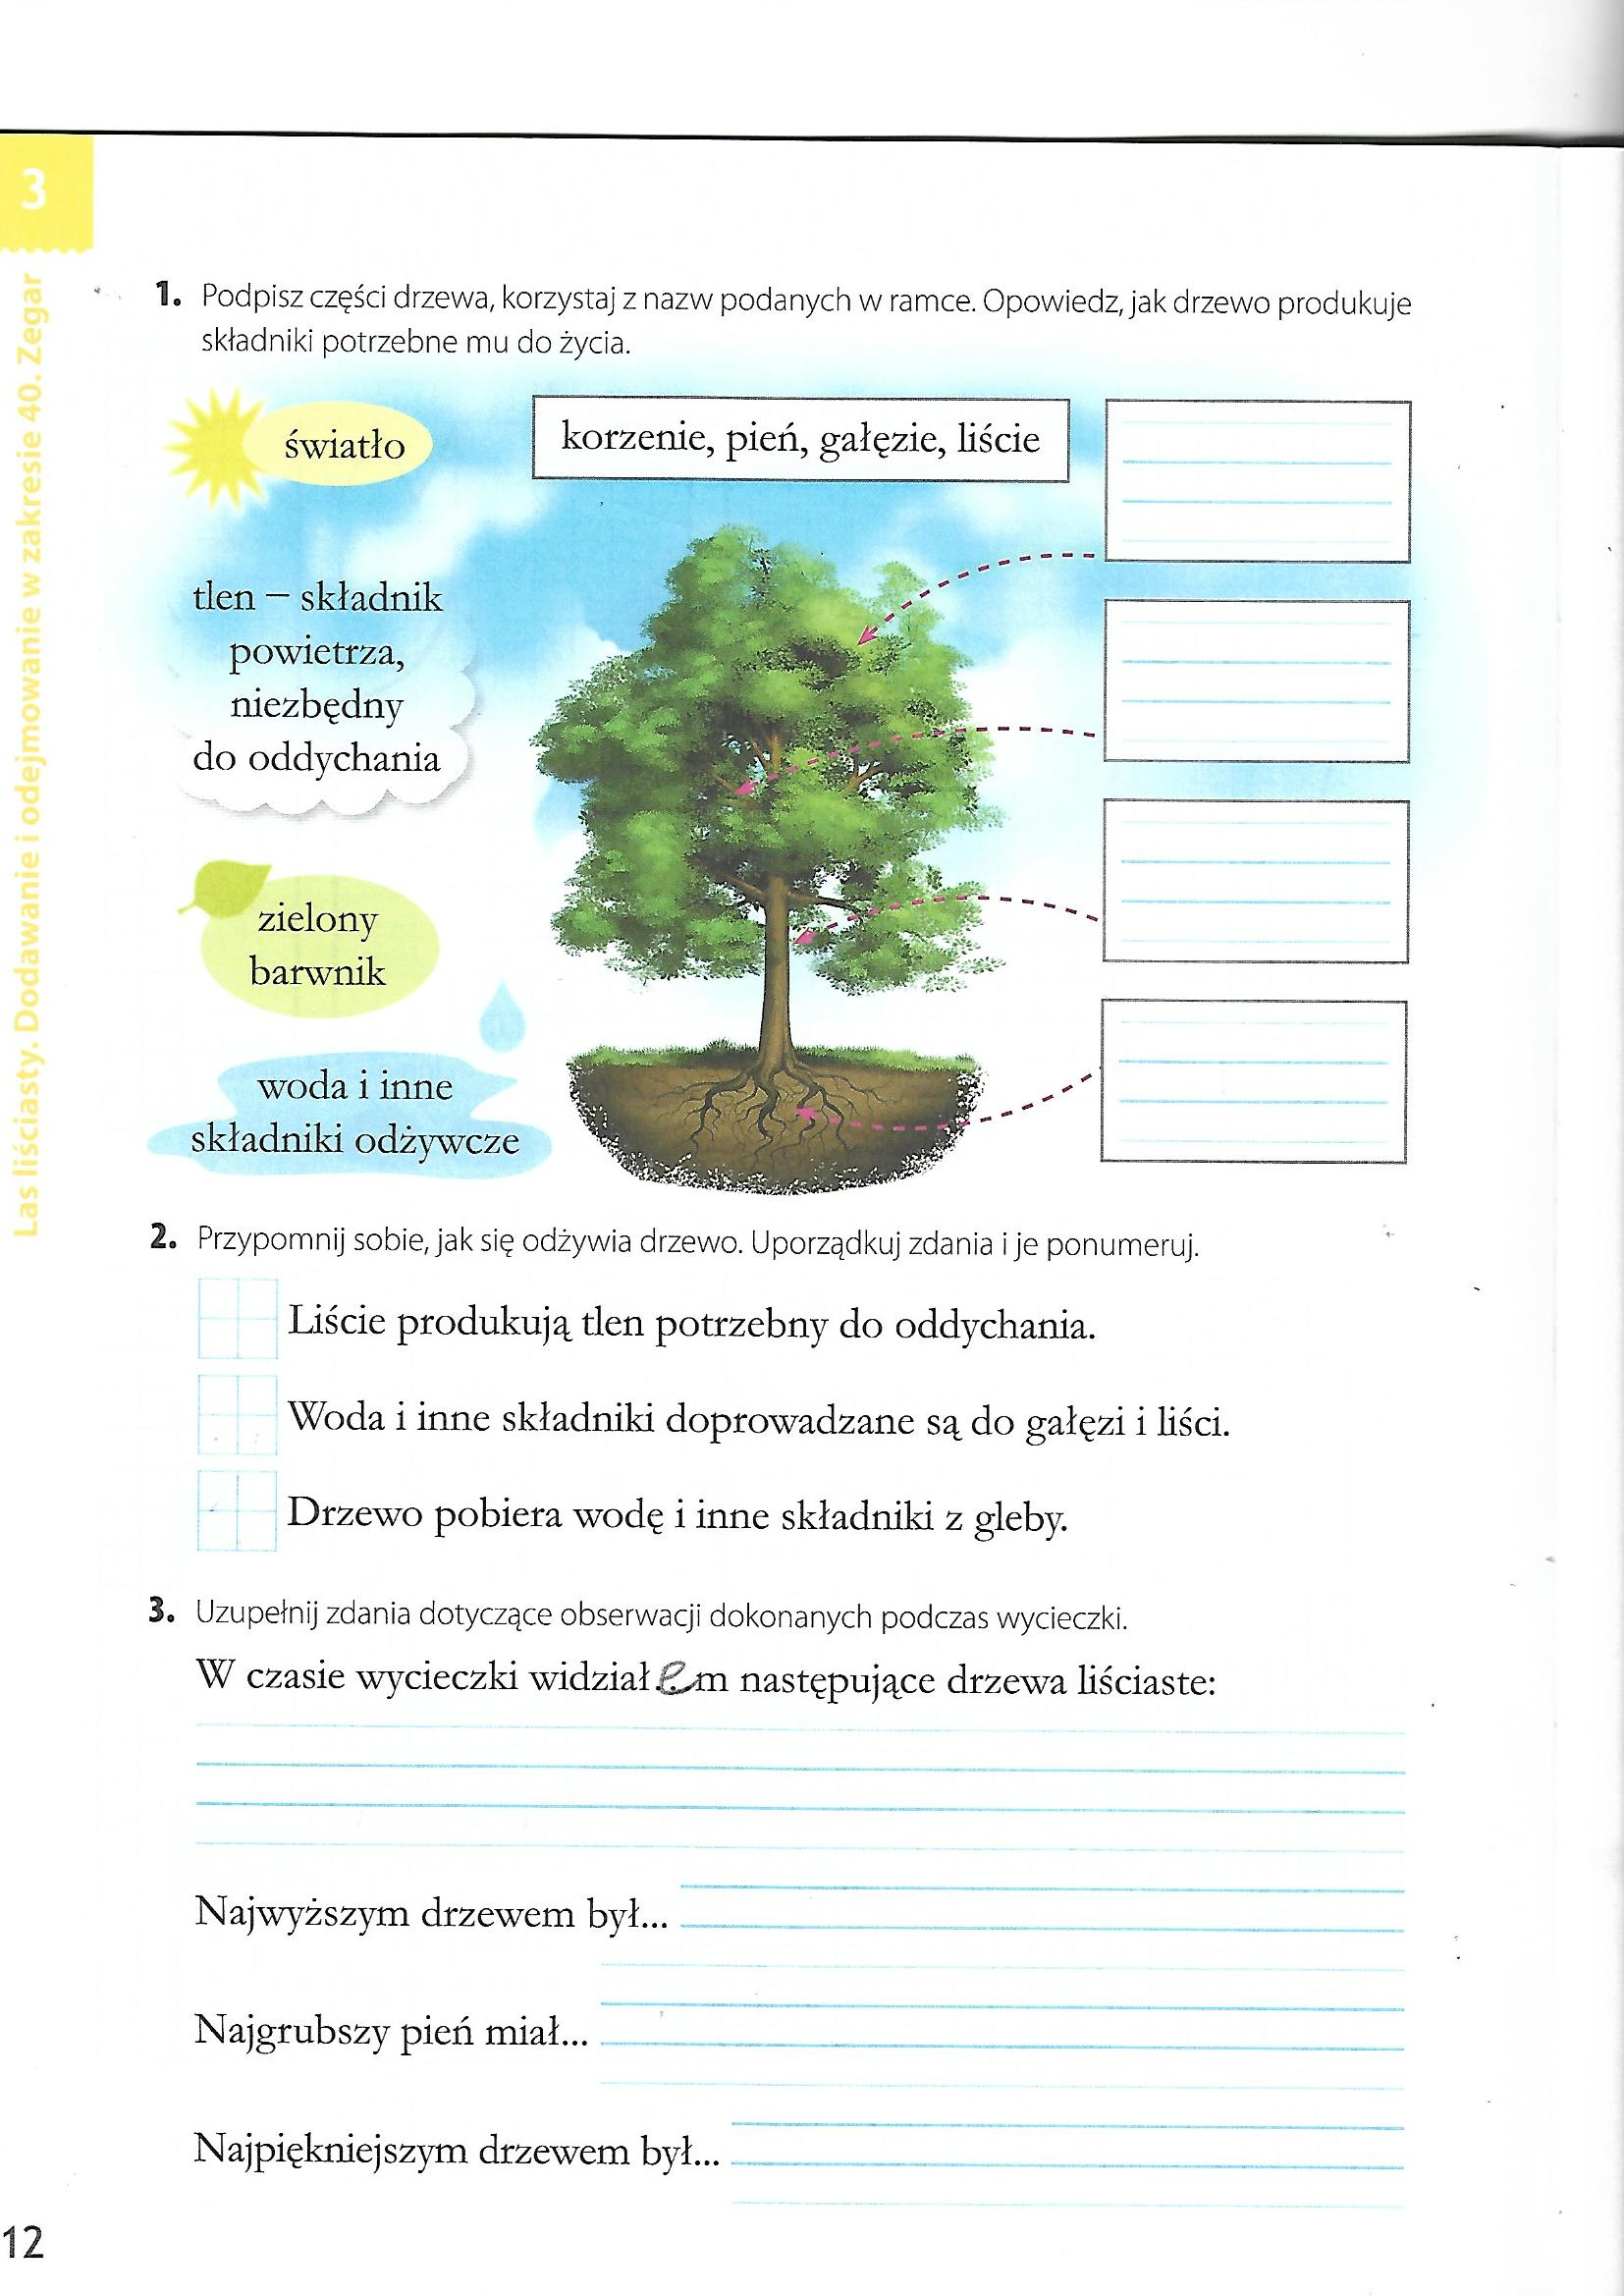 3
Las liściasty. Dodawanie i odejmowanie w zakresie 40. Zegar
1. Podpisz części drzewa, korzystaj z nazw podanych w ramce. Opowiedz, jak drzewo produkuje
składniki potrzebne mu do życia.
światło
korzenie, pień, gałęzie, liście
tlen – składnik
powietrza,
niezbędny
do oddychania
zielony
barwnik
woda i inne
składniki odżywcze
2. Przypomnij sobie, jak się odżywia drzewo. Uporządkuj zdania i je ponumeruj.
Liście produkują tlen potrzebny do oddychania.
Woda i inne składniki doprowadzane są do gałęzi i liści.
Drzewo pobiera wodę i inne składniki z gleby.
3. Uzupełnij zdania dotyczące obserwacji dokonanych podczas wycieczki.
W czasie wycieczki widział.e.m następujące drzewa liściaste:
Najwyższym drzewem był...
Najgrubszy pień miał...
Najpiękniejszym drzewem był...
12